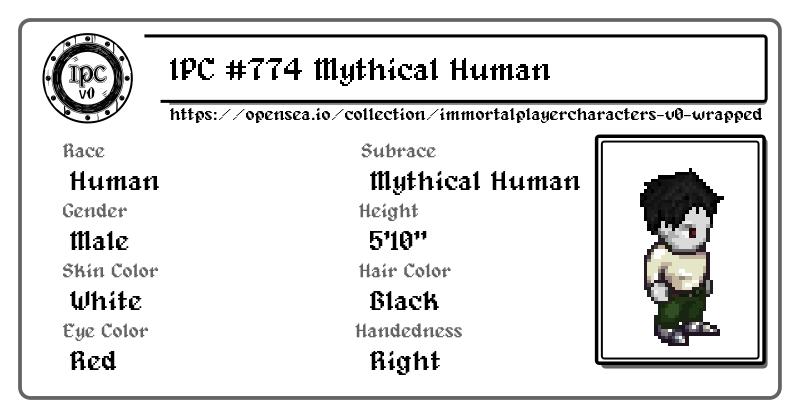 IPC
v0
IPC #774 Mythical Human
https://opensea.io/collection/immortalplayercharacters-v0-wrapped
Race
Human
Subrace
Mythical Human
Gender
Male
Height
5'10"
Skin Color
White
Hair Color
Black
Eye Color
Red
Handedness
Right